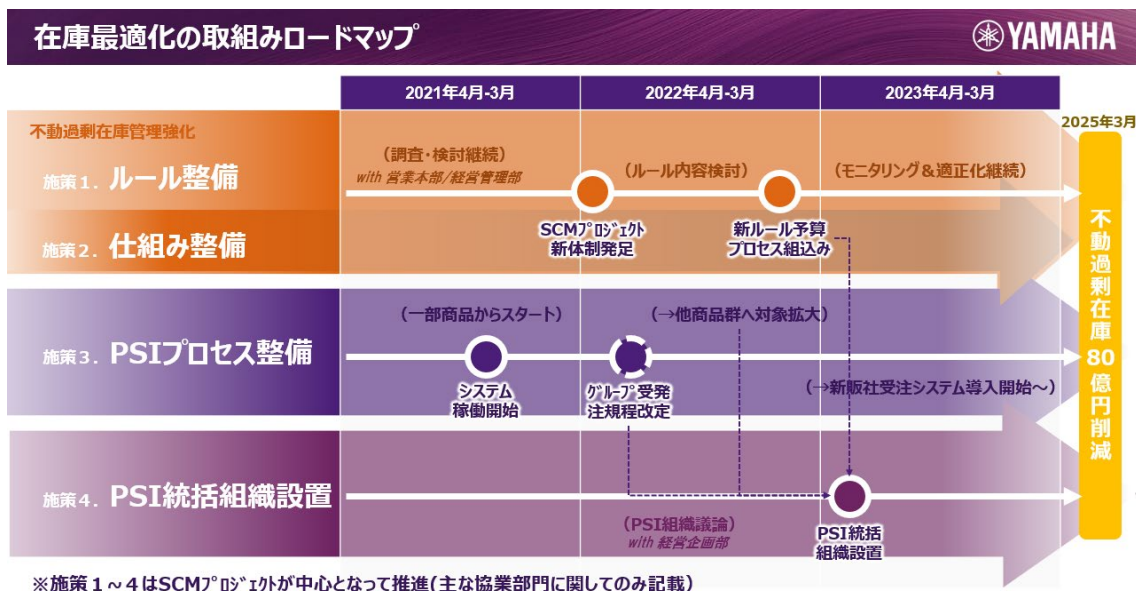 在庫最適化の取組みロードマップ
YAMAHA
2021年4月-3月
2022年4月-3月
2023年4月-3月
2025年3月
不動過剰在庫管理強化
施策1．ルール整備
（調査・検討継続）
with 営業本部/経営管理部
（ルール内容検討）
（モニタリング＆適正化継続）
SCMﾌﾟﾛｼﾞｪｸﾄ
新体制発足
新ルール予算
プロセス組込み
施策2．仕組み整備
（一部商品からスタート）
（→他商品群へ対象拡大）
施策3．PSIプロセス整備
システム
稼働開始
ｸﾞﾙｰﾌﾟ受発
注規程改定
（→新販社受注システム導入開始～）
施策4．PSI統括組織設置
（PSI組織議論）
with 経営企画部
PSI統括
組織設置
不動過剰在庫80億円削減
※施策１～４はSCMﾌﾟﾛｼﾞｪｸﾄが中心となって推進(主な協業部門に関してのみ記載)